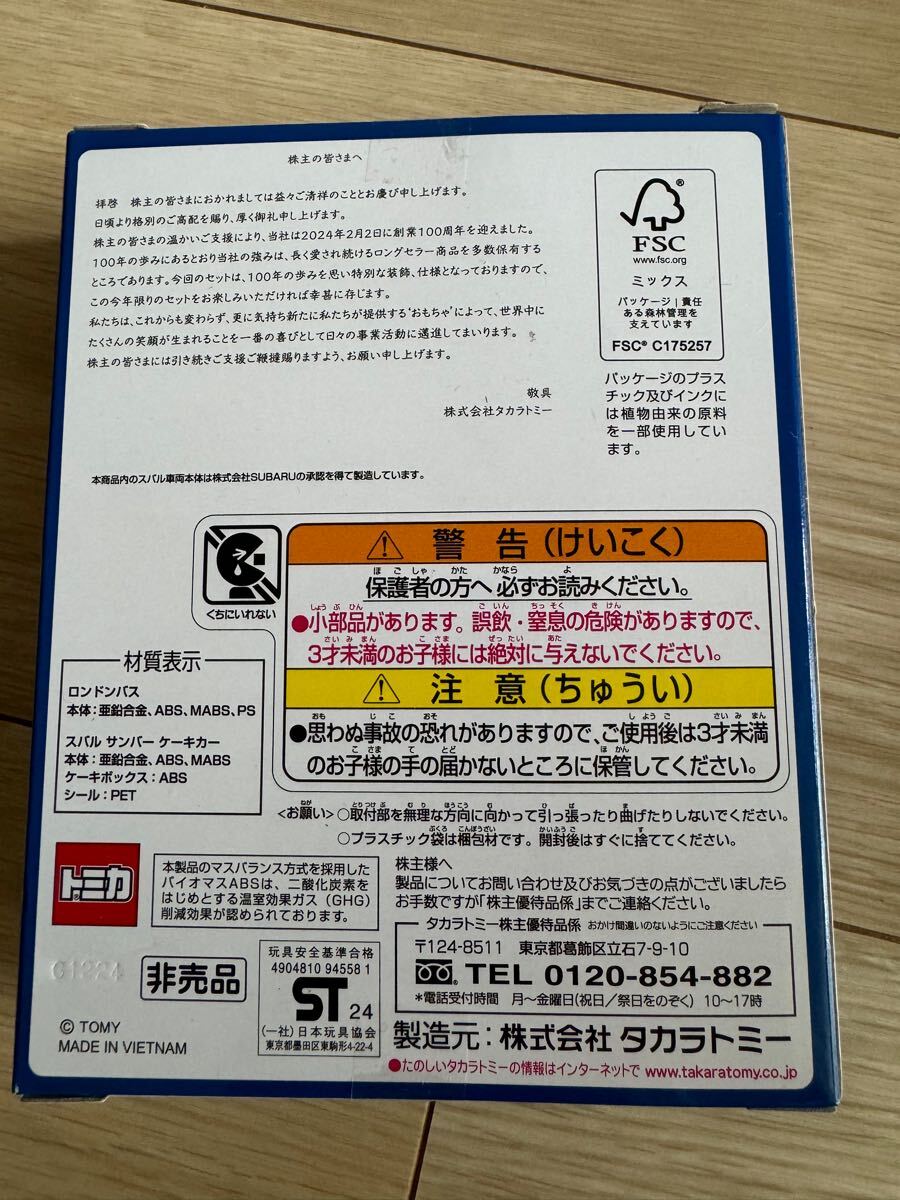 株主の皆さまへ
拝啓 株主の皆さまにおかれましては益々ご清祥のこととお慶び申し上げます。
日頃より格別のご高配を賜り、厚く御礼申し上げます。
株主の皆さまの温かいご支援により、当社は2024年2月2日に創業100周年を迎えました。
100年の歩みにあるとおり当社の強みは、長く愛され続けるロングセラー商品を多数保有する
ところであります。今回のセットは、100年の歩みを思い特別な装飾、仕様となっておりますので、
この今年限りのセットをお楽しみいただければ幸甚に存じます。
私たちは、これからも変わらず、更に気持ち新たに私たちが提供する'おもちゃ'によって、世界中に
たくさんの笑顔が生まれることを一番の喜びとして日々の事業活動に邁進してまいります。
株主の皆さまには引き続きご支援ご鞭撻賜りますよう、お願い申し上げます。
敬具
株式会社タカラトミー
本商品内のスバル車両本体は株式会社SUBARUの承認を得て製造しています。
®
FSC
www.fsc.org
ミックス
パッケージ|責任
ある森林管理を
支えています
FSC® C175257
パッケージのプラス
チック及びインクに
は植物由来の原料
を一部使用してい
ます。
くちにいれない
警告(けいこく)
保護者の方へ 必ずお読みください。
●小部品があります。誤飲・窒息の危険がありますので、
3才未満のお子様には絶対に与えないでください。
注意(ちゅうい)
●思わぬ事故の恐れがありますので、ご使用後は3才未満
のお子様の手の届かないところに保管してください。
材質表示
ロンドンバス
本体:亜鉛合金、ABS、MABS、PS
スバル サンバー ケーキカー
本体:亜鉛合金、ABS、MABS
ケーキボックス:ABS
シール:PET
<お願い>○取付部を無理な方向に向かって引っ張ったり曲げたりしないでください。
○プラスチック袋は梱包材です。開封後はすぐに捨ててください。
トミカ
本製品のマスバランス方式を採用した
バイオマスABSは、二酸化炭素を
はじめとする温室効果ガス(GHG)
削減効果が認められております。
株主様へ
製品についてお問い合わせ及びお気づきの点がございましたら
お手数ですが「株主優待品係」までご連絡ください。
タカラトミー株主優待品係 おかけ間違いのないようにご注意ください
〒124-8511 東京都葛飾区立石7-9-10
TEL 0120-854-882
*電話受付時間 月〜金曜日(祝日/祭日をのぞく) 10〜17時
01224
非売品
玩具安全基準合格
4904810 94558 1
ST 24
(一社)日本玩具協会
東京都墨田区東駒形4-22-4
© TOMY
MADE IN VIETNAM
製造元:株式会社 タカラトミー
●たのしいタカラトミーの情報はインターネットで www.takaratomy.co.jp